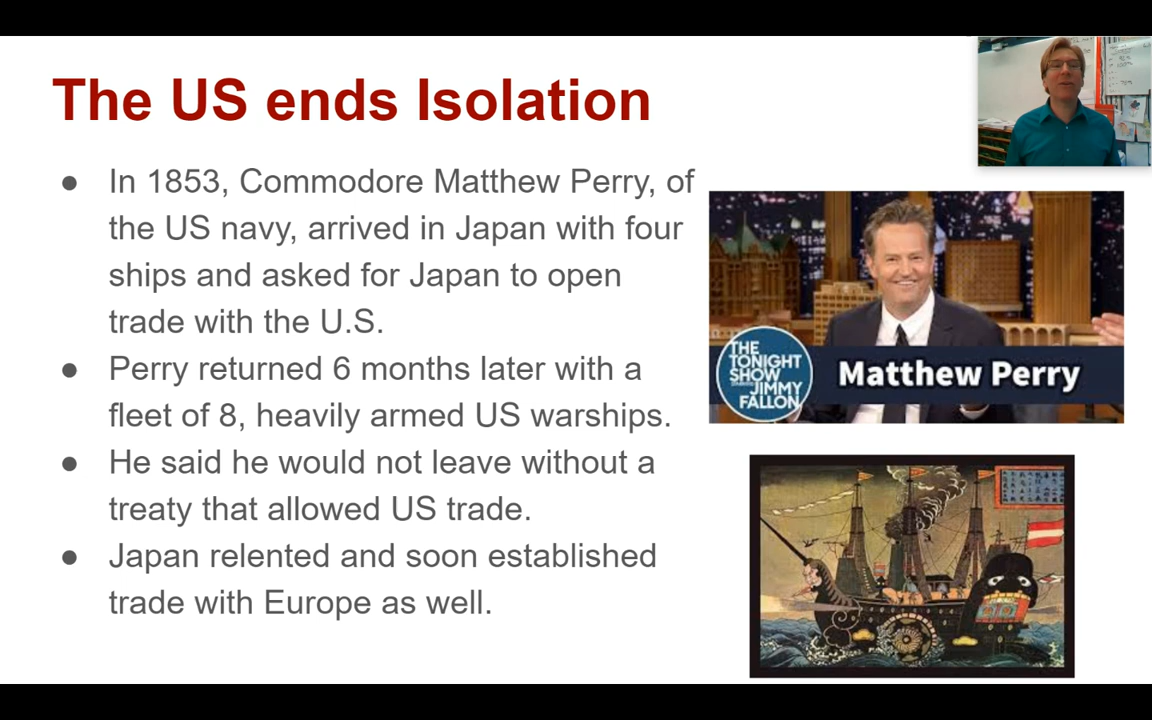 The US ends Isolation
● In 1853, Commodore Matthew Perry, of
the US navy, arrived in Japan with four
ships and asked for Japan to open
trade with the U.S.
● Perry returned 6 months later with a
fleet of 8, heavily armed US warships.
● He said he would not leave without a
treaty that allowed US trade.
● Japan relented and soon established
trade with Europe as well.
THE
TONIGHT
SHOW
JIMMY
FALLON
Matthew Perry